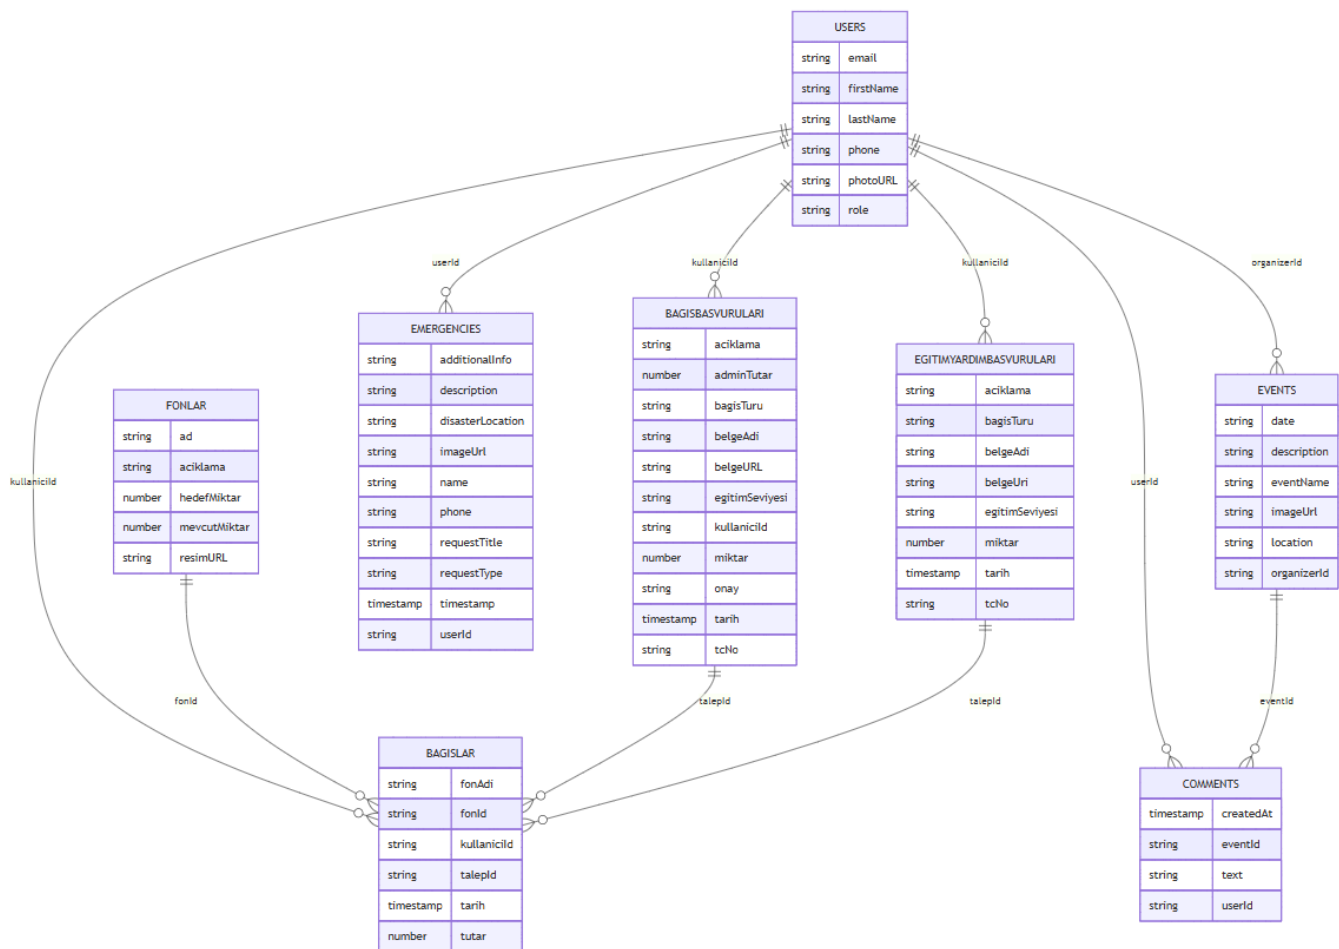 USERS
string email
string firstName
string lastName
string phone
string photoURL
string role
userId
kullaniciId
kullaniciId
organizerId
kullaniciId
userId
EMERGENCIES
string additionalInfo
string description
string disasterLocation
string imageUrl
string name
string phone
string requestTitle
string requestType
timestamp timestamp
string userId
BAGISBASVURULARI
string aciklama
number adminTutar
string bagisTuru
string belgeAdi
string belgeURL
string egitimSeviyesi
string kullaniciId
number miktar
string onay
timestamp tarih
string tcNo
EGITIMYARDIMBASVURULARI
string aciklama
string bagisTuru
string belgeAdi
string belgeUri
string egitimSeviyesi
number miktar
timestamp tarih
string tcNo
EVENTS
string date
string description
string eventName
string imageUrl
string location
string organizerId
FONLAR
string ad
string aciklama
number hedefMiktar
number mevcutMiktar
string resimURL
fonId
talepId
talepId
eventId
BAGISLAR
string fonAdi
string fonId
string kullaniciId
string talepId
timestamp tarih
number tutar
COMMENTS
timestamp createdAt
string eventId
string text
string userId